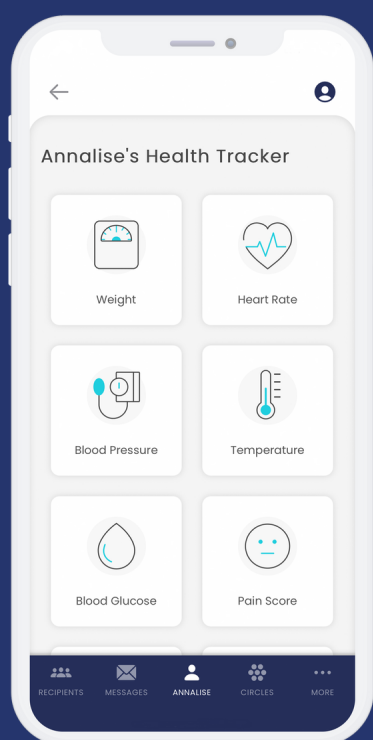 Annalise's Health Tracker
Weight
Heart Rate
Blood Pressure
Temperature
Blood Glucose
Pain Score
RECIPIENTS
MESSAGES
ANNALISE
CIRCLES
MORE